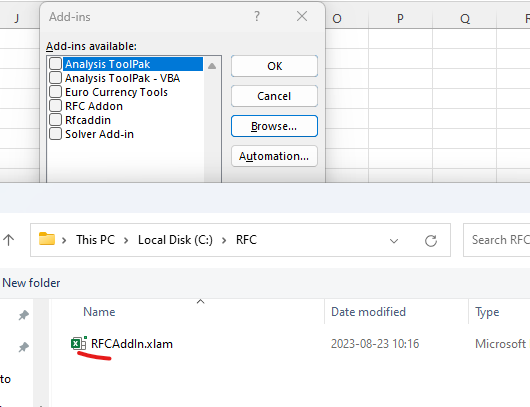 J
O
P
Q
Add-ins
?
Add-ins available:
Analysis ToolPak
Analysis ToolPak - VBA
Euro Currency Tools
RFC Addon
Rfcaddin
Solver Add-in
OK
Cancel
Browse...
Automation...
This PC > Local Disk (C:) > RFC
Search RFC
New folder
Name
Date modified
Type
RFCAddIn.xlam
2023-08-23 10:16
Microsoft
to